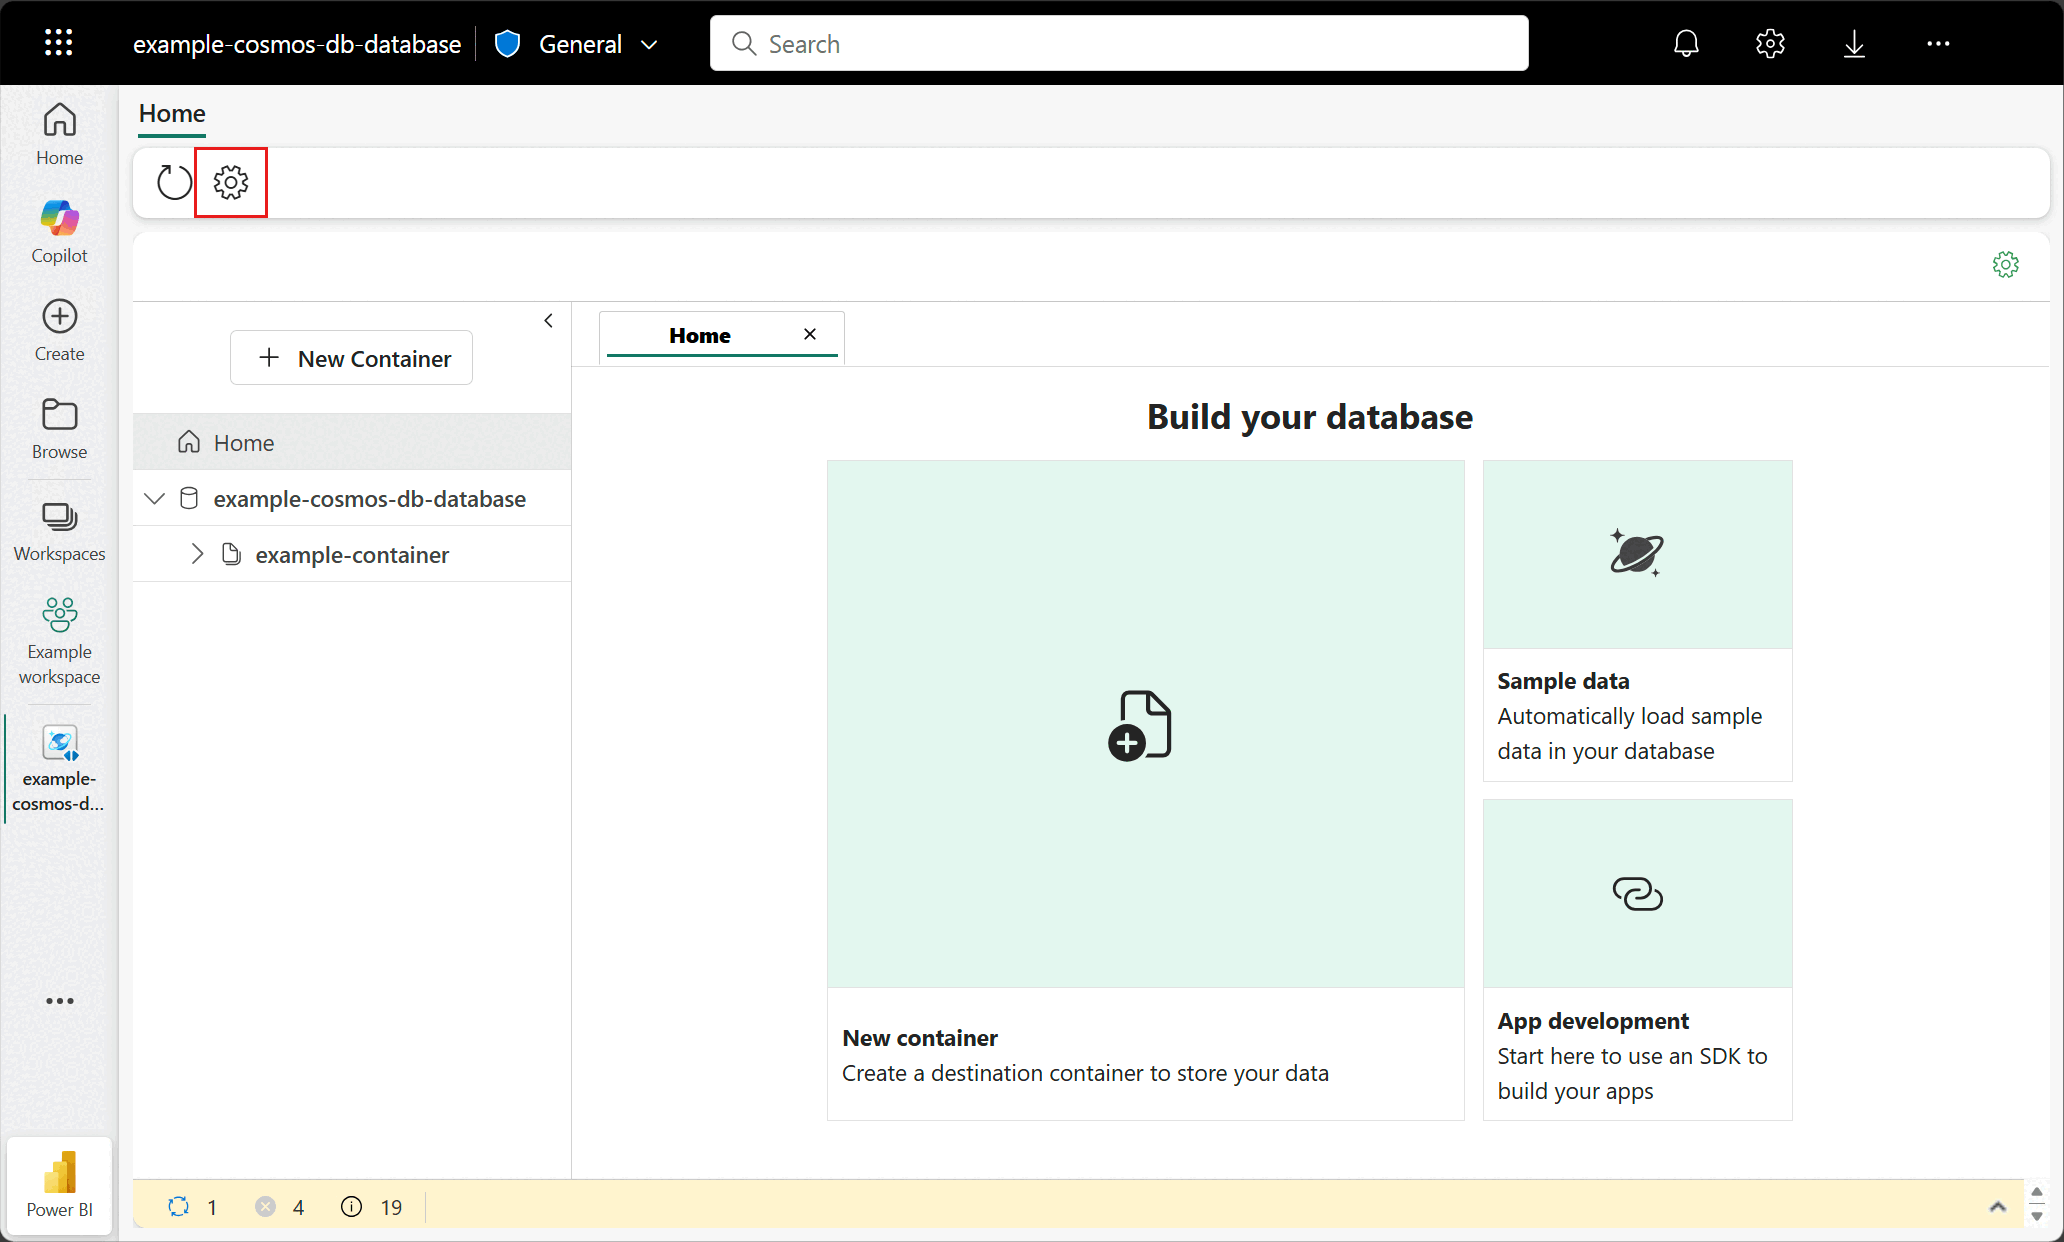 example-cosmos-db-database
General
Search
Home
Home
Copilot
Create
Browse
Workspaces
Example
workspace
example-
cosmos-d...
Power BI
New Container
Home
example-cosmos-db-database
example-container
Home
Build your database
New container
Create a destination container to store your data
Sample data
Automatically load sample
data in your database
App development
Start here to use an SDK to
build your apps
1
4
19